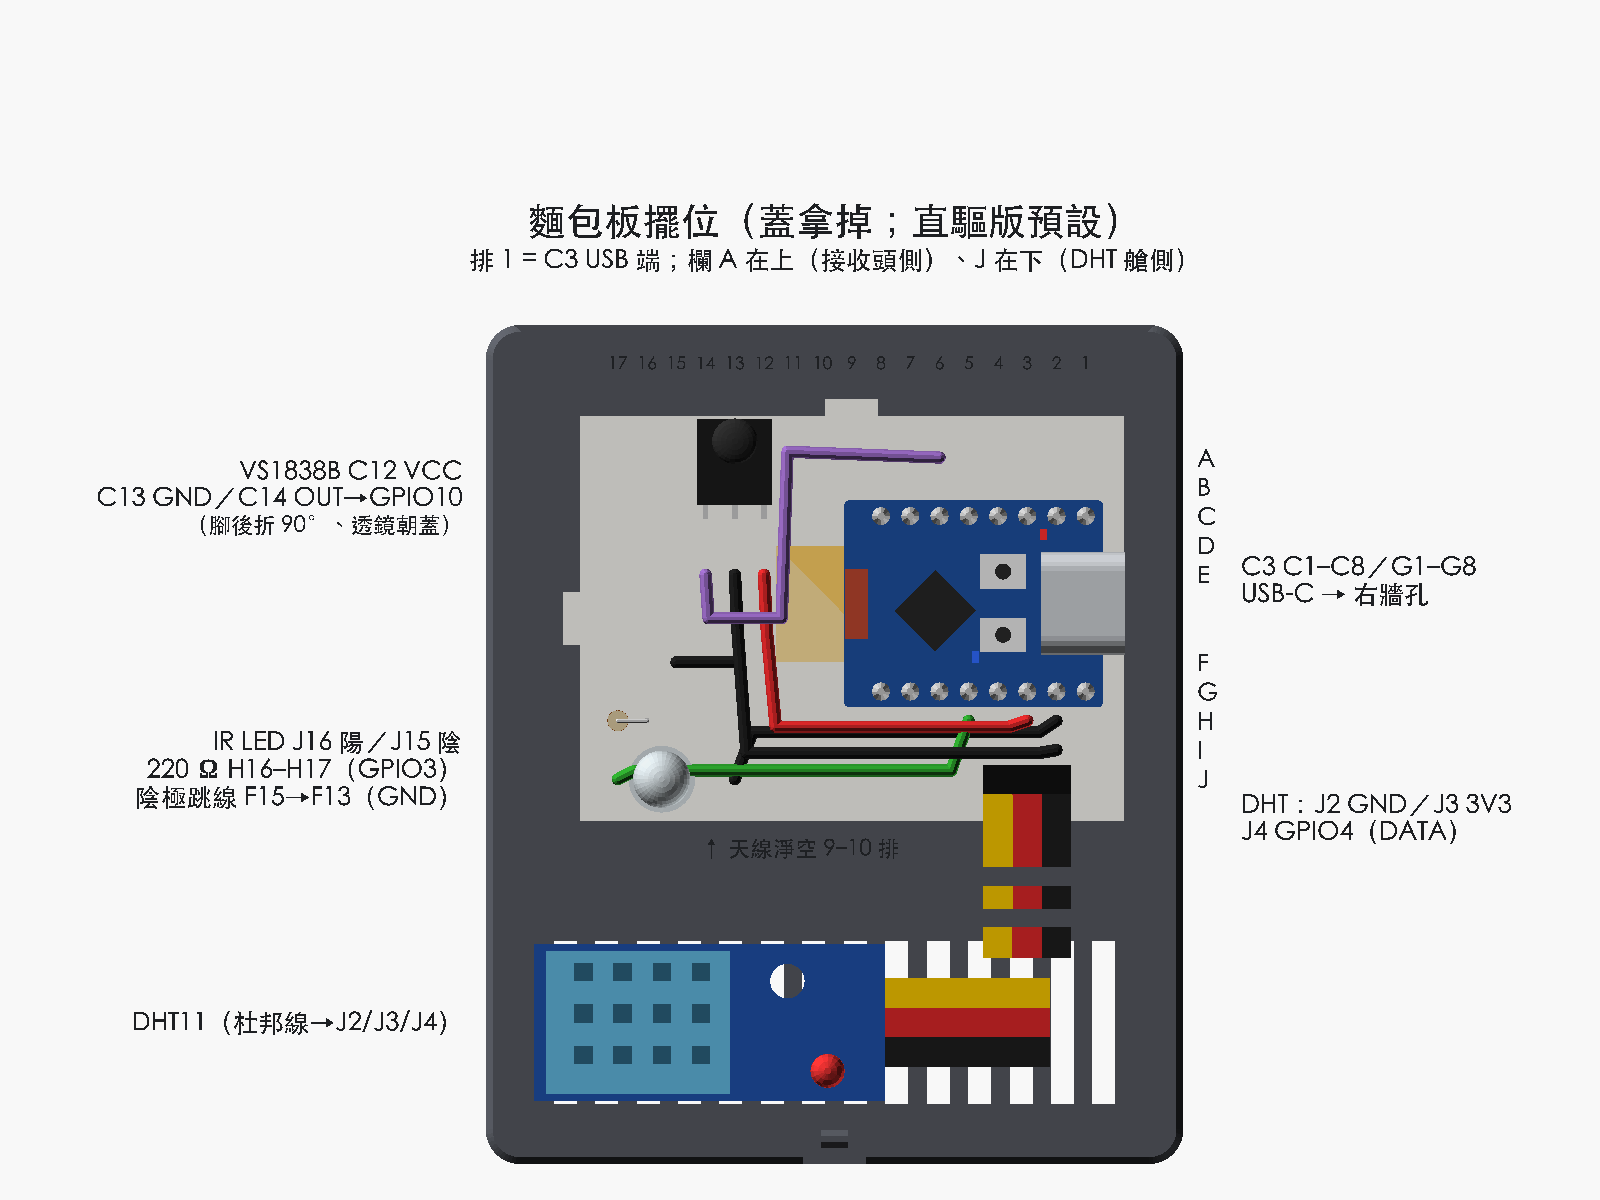 麵包板擺位（蓋拿掉；直驅版預設）
排 1 = C3 USB 端；欄 A 在上（接收頭側）、J 在下（DHT 艙側）
17 16 15 14 13 12 11 10 9 8 7 6 5 4 3 2 1
VS1838B C12 VCC
C13 GND／C14 OUT→GPIO10
（腳後折 90°、透鏡朝蓋）
A
B
C
D
E
C3 C1–C8／G1–G8
USB-C → 右牆孔
F
G
H
I
J
IR LED J16 陽／J15 陰
220 Ω H16–H17（GPIO3）
陰極跳線 F15→F13（GND）
DHT：J2 GND／J3 3V3
J4 GPIO4（DATA）
↑ 天線淨空 9–10 排
DHT11（杜邦線→J2/J3/J4）